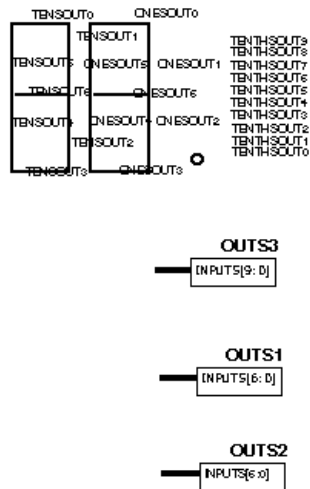 TENSOUT0 ONESOUT0
TENSOUT1
TENSOUT5 ONESOUT5 ONESOUT1
TENSOUT6 ONESOUT6
TENSOUT4 ONESOUT4 ONESOUT2
TENSOUT2
TENSOUT3 ONESOUT3
TENTHSOUT9
TENTHSOUT8
TENTHSOUT7
TENTHSOUT6
TENTHSOUT5
TENTHSOUT4
TENTHSOUT3
TENTHSOUT2
TENTHSOUT1
TENTHSOUT0
OUTS3
INPUTS[9:0]
OUTS1
INPUTS[6:0]
OUTS2
INPUTS[6:0]